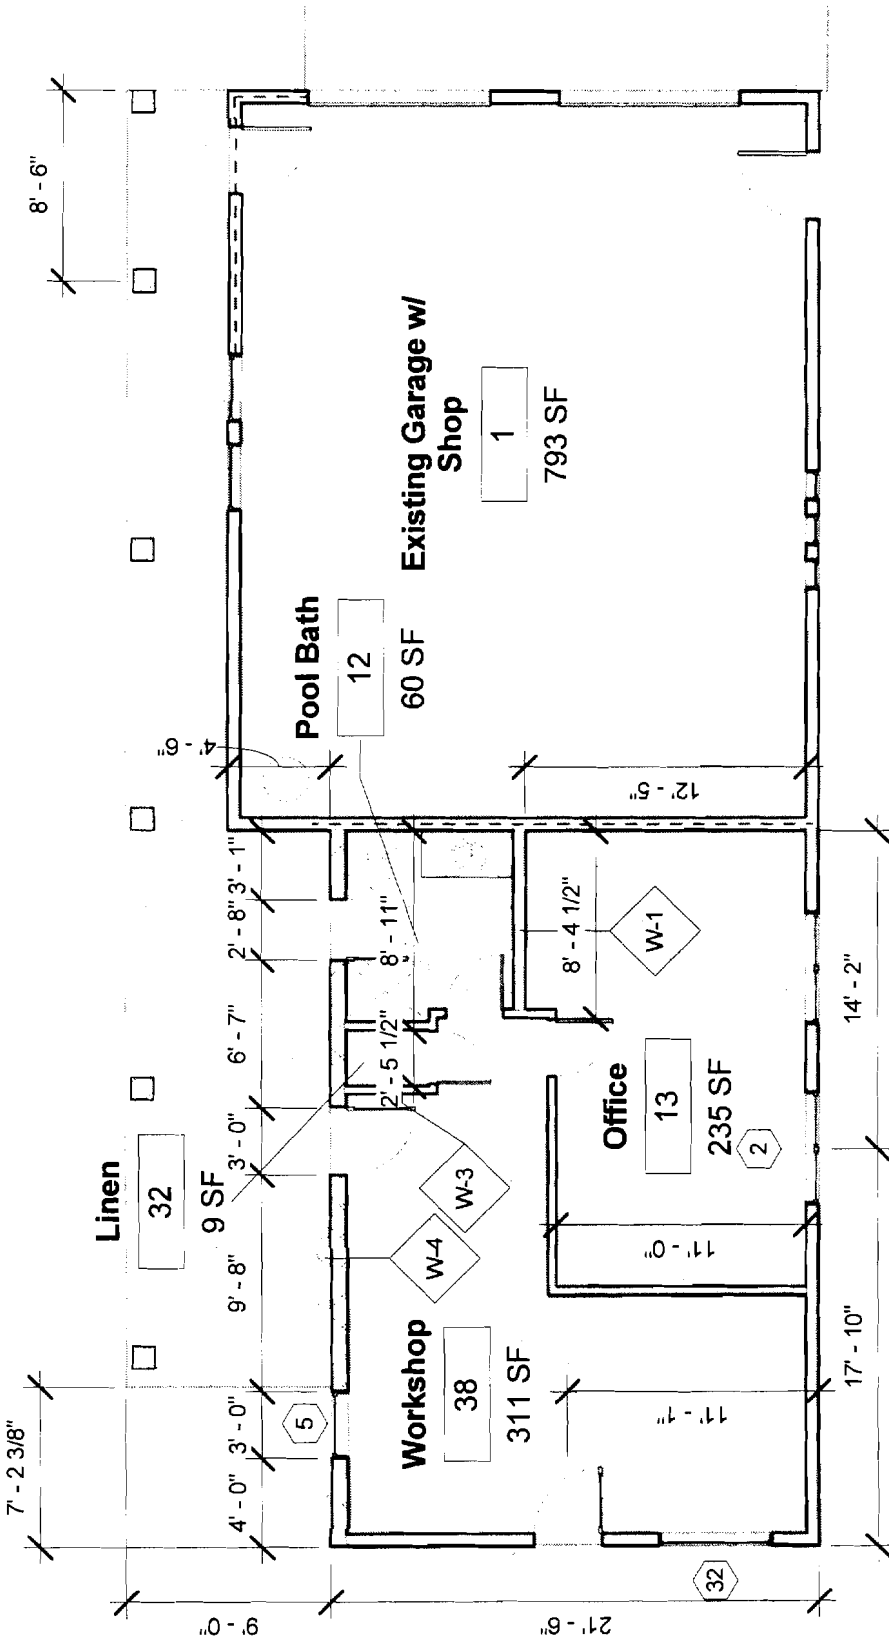 8' - 6"
Existing Garage w/
Shop
1
793 SF
Pool Bath
12
60 SF
4' - 6"
12' - 5"
3' - 1"
2' - 8"
6' - 7"
3' - 0"
9' - 8"
3' - 0"
4' - 0"
7' - 2 3/8"
8' - 11"
2' - 5 1/2"
8' - 4 1/2"
W-1
W-3
W-4
Linen
32
9 SF
Office
13
235 SF
2
11' - 0"
14' - 2"
17' - 10"
Workshop
38
311 SF
5
11' - 1"
32
9' - 0"
21' - 6"